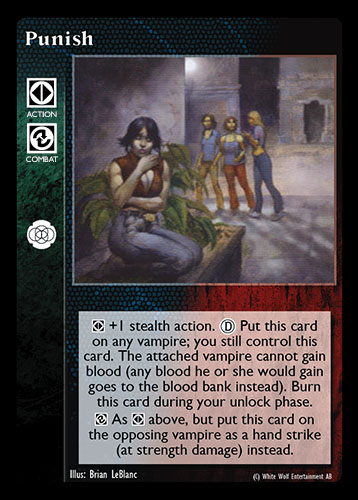 Punish
ACTION
COMBAT
+1 stealth action. Ⓓ Put this card
on any vampire; you still control this
card. The attached vampire cannot gain
blood (any blood he or she would gain
goes to the blood bank instead). Burn
this card during your unlock phase.
As above, but put this card on
the opposing vampire as a hand strike
(at strength damage) instead.
Illus: Brian LeBlanc
(C) White Wolf Entertainment AB